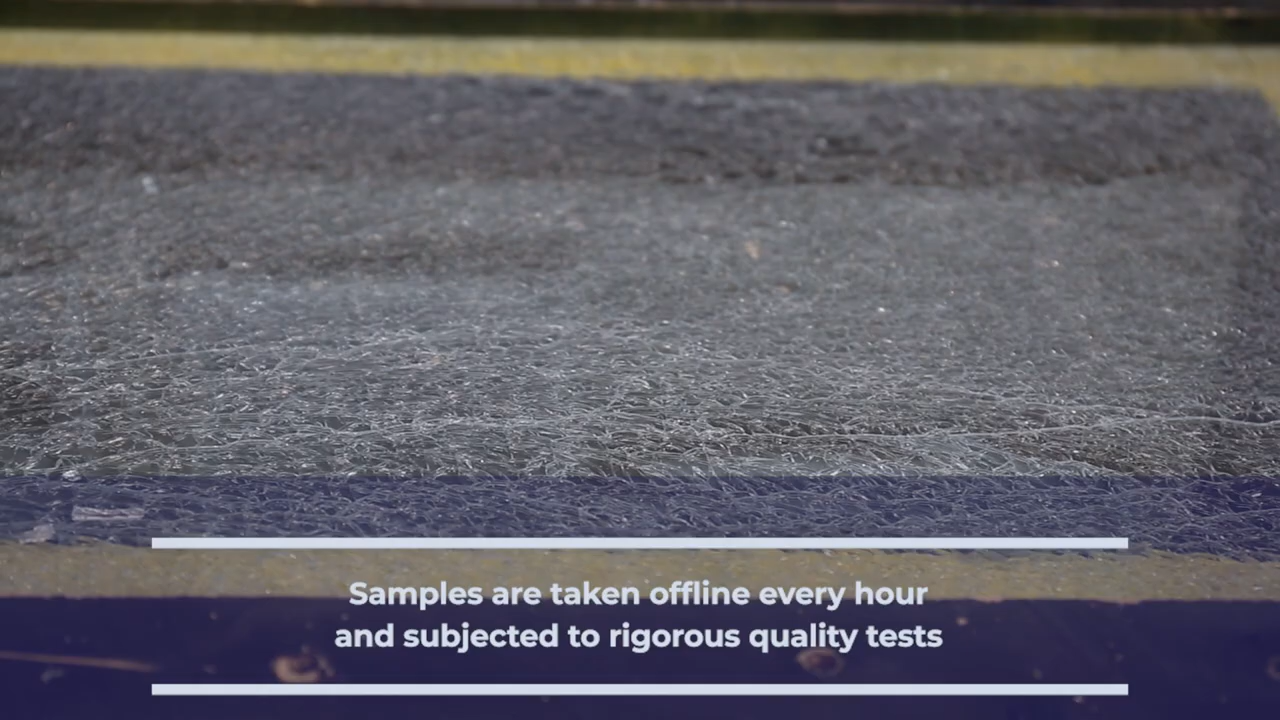 Samples are taken offline every hour
and subjected to rigorous quality tests